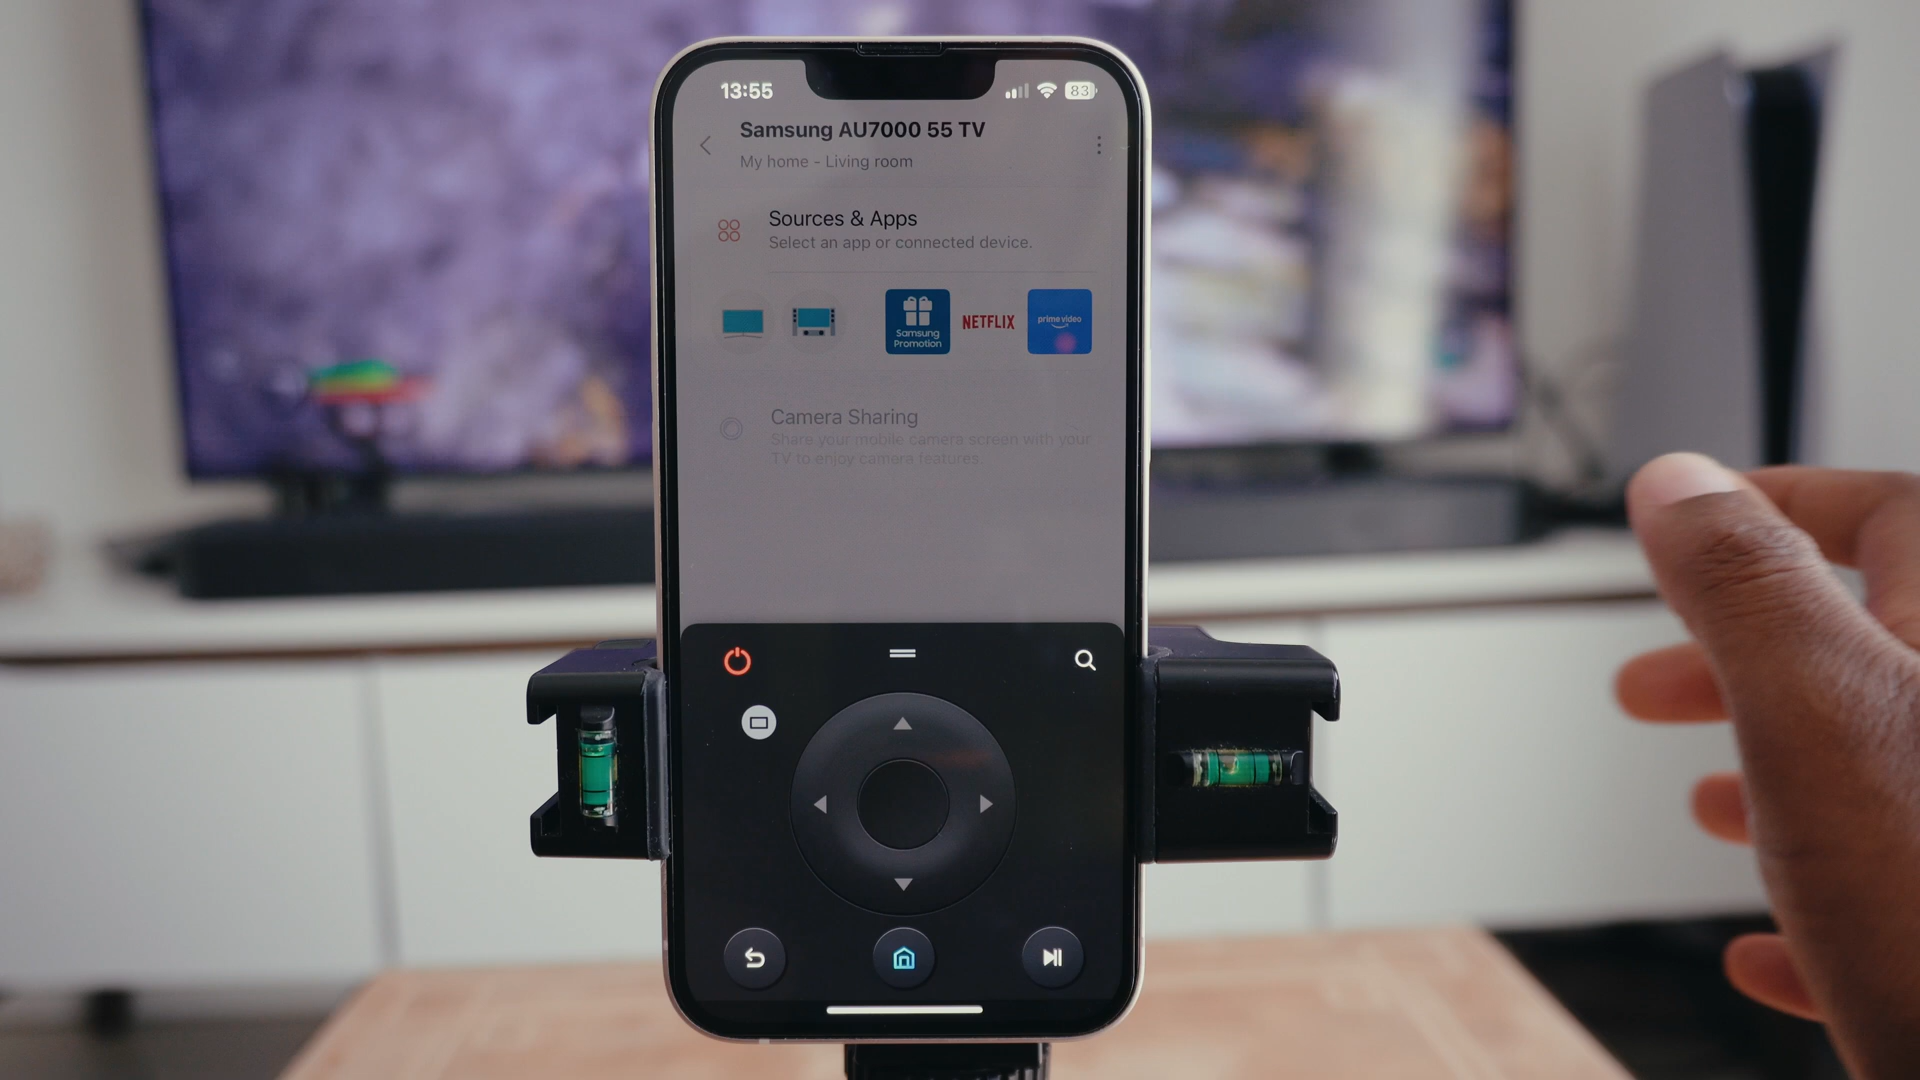 13:55
83
Samsung AU7000 55 TV
My home - Living room
Sources & Apps
Select an app or connected device.
Samsung
Promotion
NETFLIX
prime video
Camera Sharing
Share your mobile camera screen with your
TV to enjoy camera features.